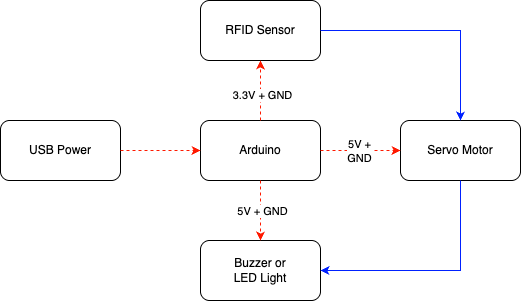 RFID Sensor
3.3V + GND
USB Power
Arduino
5V +
GND
Servo Motor
5V + GND
Buzzer or
LED Light